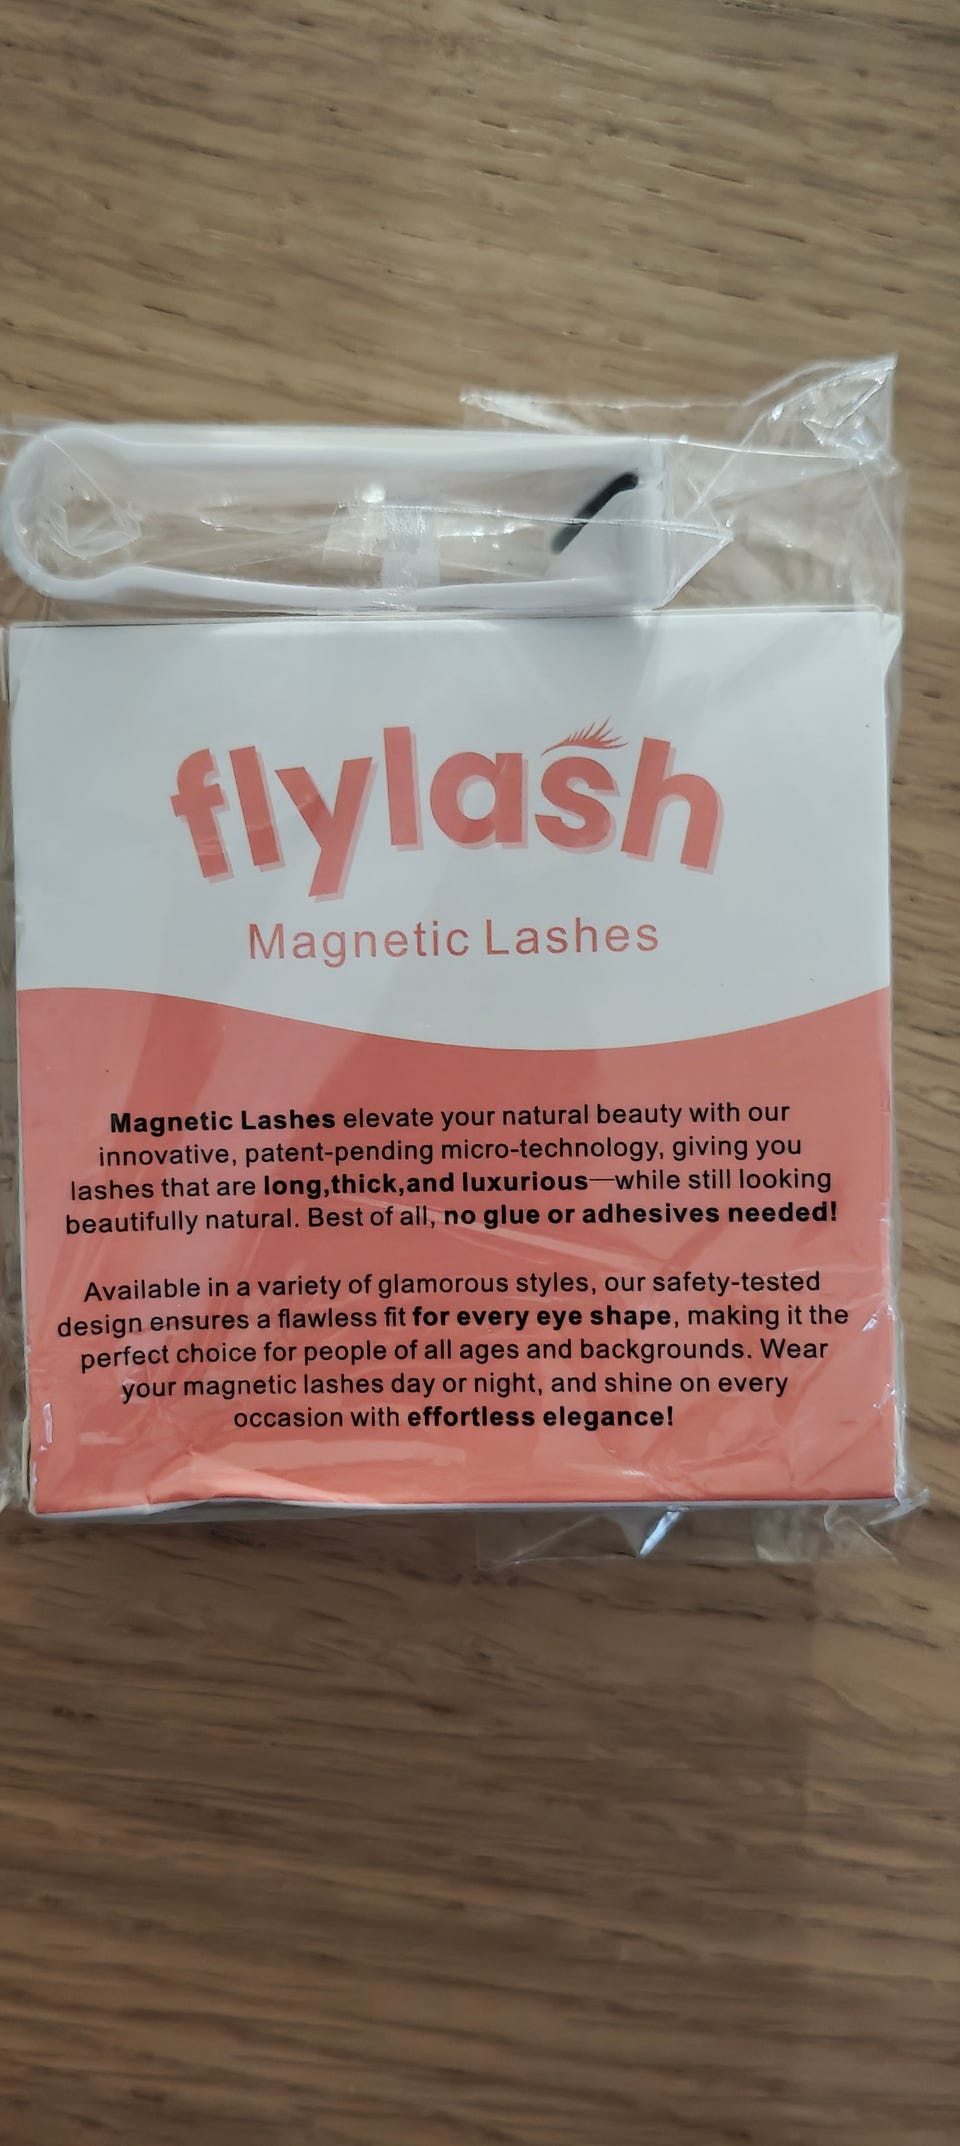 flylash
Magnetic Lashes
Magnetic Lashes elevate your natural beauty with our
innovative, patent-pending micro-technology, giving you
lashes that are long,thick,and luxurious—while still looking
beautifully natural. Best of all, no glue or adhesives needed!
Available in a variety of glamorous styles, our safety-tested
design ensures a flawless fit for every eye shape, making it the
perfect choice for people of all ages and backgrounds. Wear
your magnetic lashes day or night, and shine on every
occasion with effortless elegance!